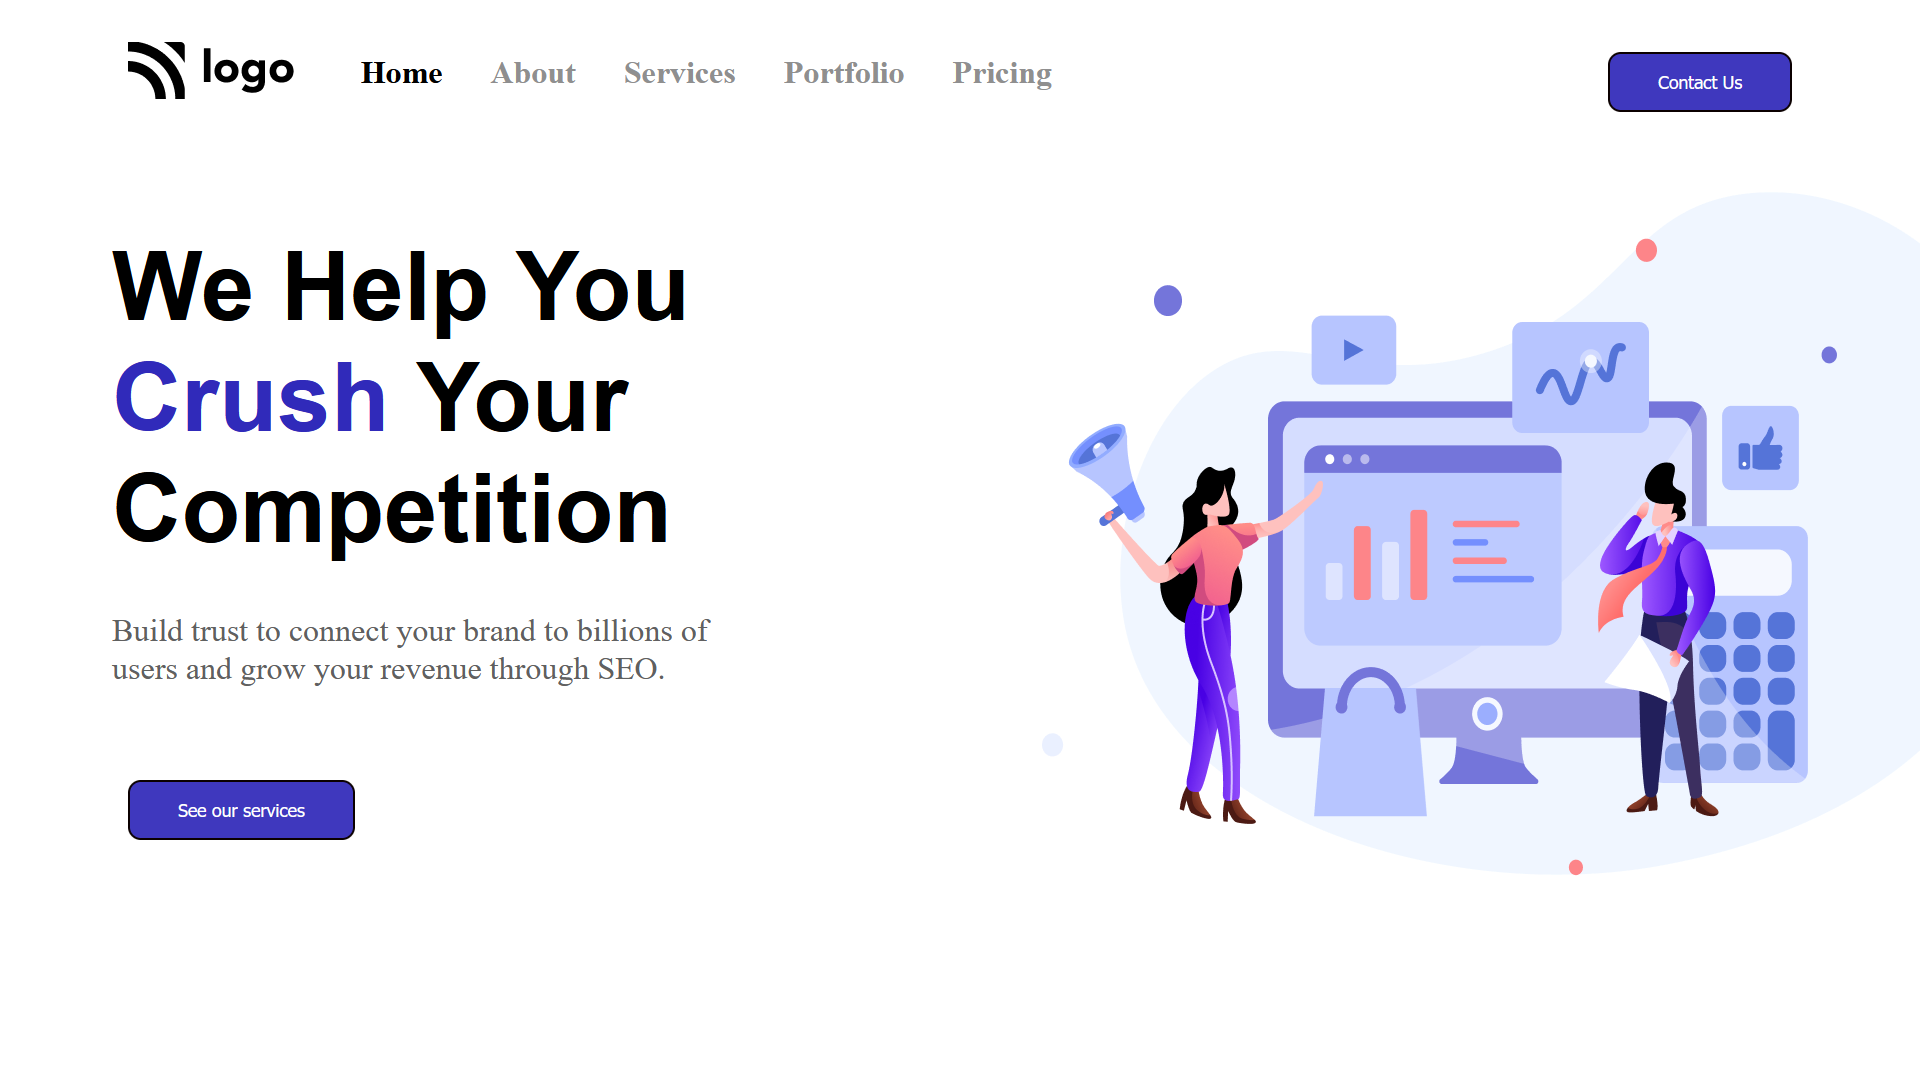 logo
Home About Services Portfolio Pricing
Contact Us
We Help You
Crush Your
Competition
Build trust to connect your brand to billions of
users and grow your revenue through SEO.
See our services